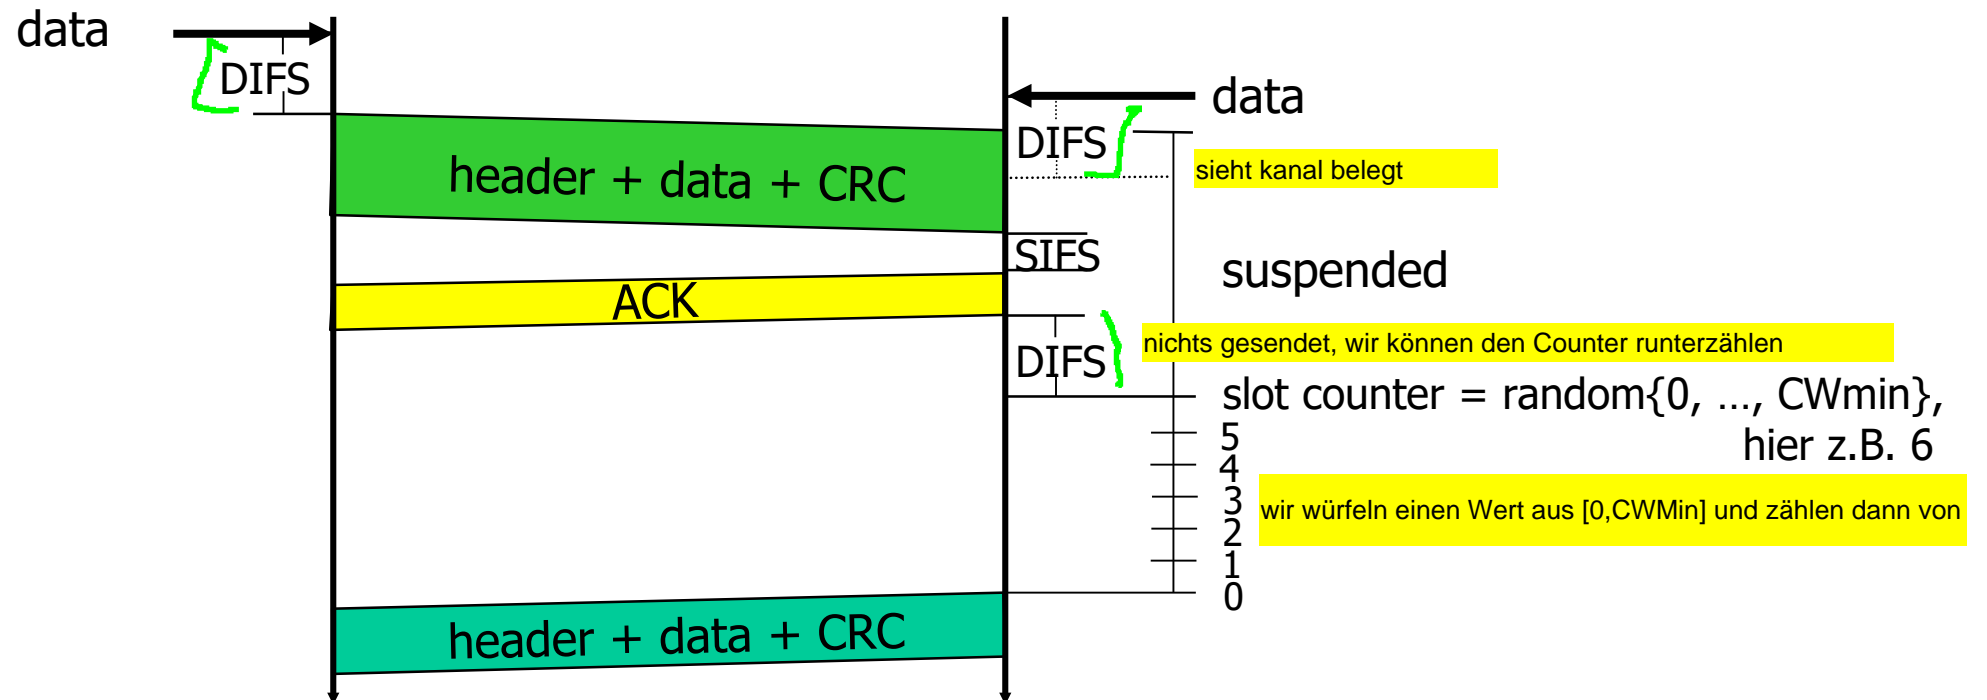 data
DIFS
data
DIFS
header + data + CRC
sieht kanal belegt
SIFS
suspended
ACK
nichts gesendet, wir können den Counter runterzählen
DIFS
slot counter = random{0, ..., CWmin},
5
hier z.B. 6
4
3
wir würfeln einen Wert aus [0,CWMin] und zählen dann von
2
1
0
header + data + CRC